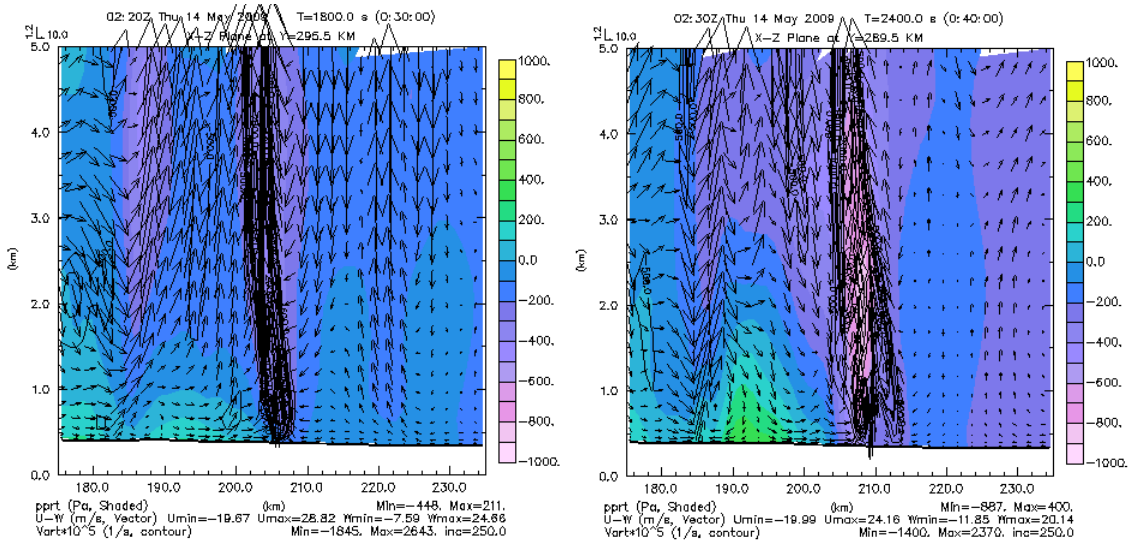 02:20Z Thu 14 May 2009 T=1800.0 s (0:30:00)
X-Z Plane at Y=295.5 KM
1.2
10.0
5.0
4.0
3.0
2.0
1.0
0.0
(km)
180.0 190.0 200.0 210.0 220.0 230.0
(km)
1000.
800.
600.
400.
200.
0.0
-200.
-400.
-600.
-800.
-1000.
pprt (Pa, Shaded) Min=-448. Max=211.
U-W (m/s, Vector) Umin=-19.67 Umax=28.82 Wmin=-7.59 Wmax=24.66
Vort*10^5 (1/s, contour) Min=-1845. Max=2643. inc=250.0
02:30Z Thu 14 May 2009 T=2400.0 s (0:40:00)
X-Z Plane at Y=289.5 KM
1.2
10.0
5.0
4.0
3.0
2.0
1.0
0.0
(km)
180.0 190.0 200.0 210.0 220.0 230.0
(km)
1000.
800.
600.
400.
200.
0.0
-200.
-400.
-600.
-800.
-1000.
pprt (Pa, Shaded) Min=-887. Max=400.
U-W (m/s, Vector) Umin=-19.99 Umax=24.16 Wmin=-11.85 Wmax=20.14
Vort*10^5 (1/s, contour) Min=-1400. Max=2370. inc=250.0